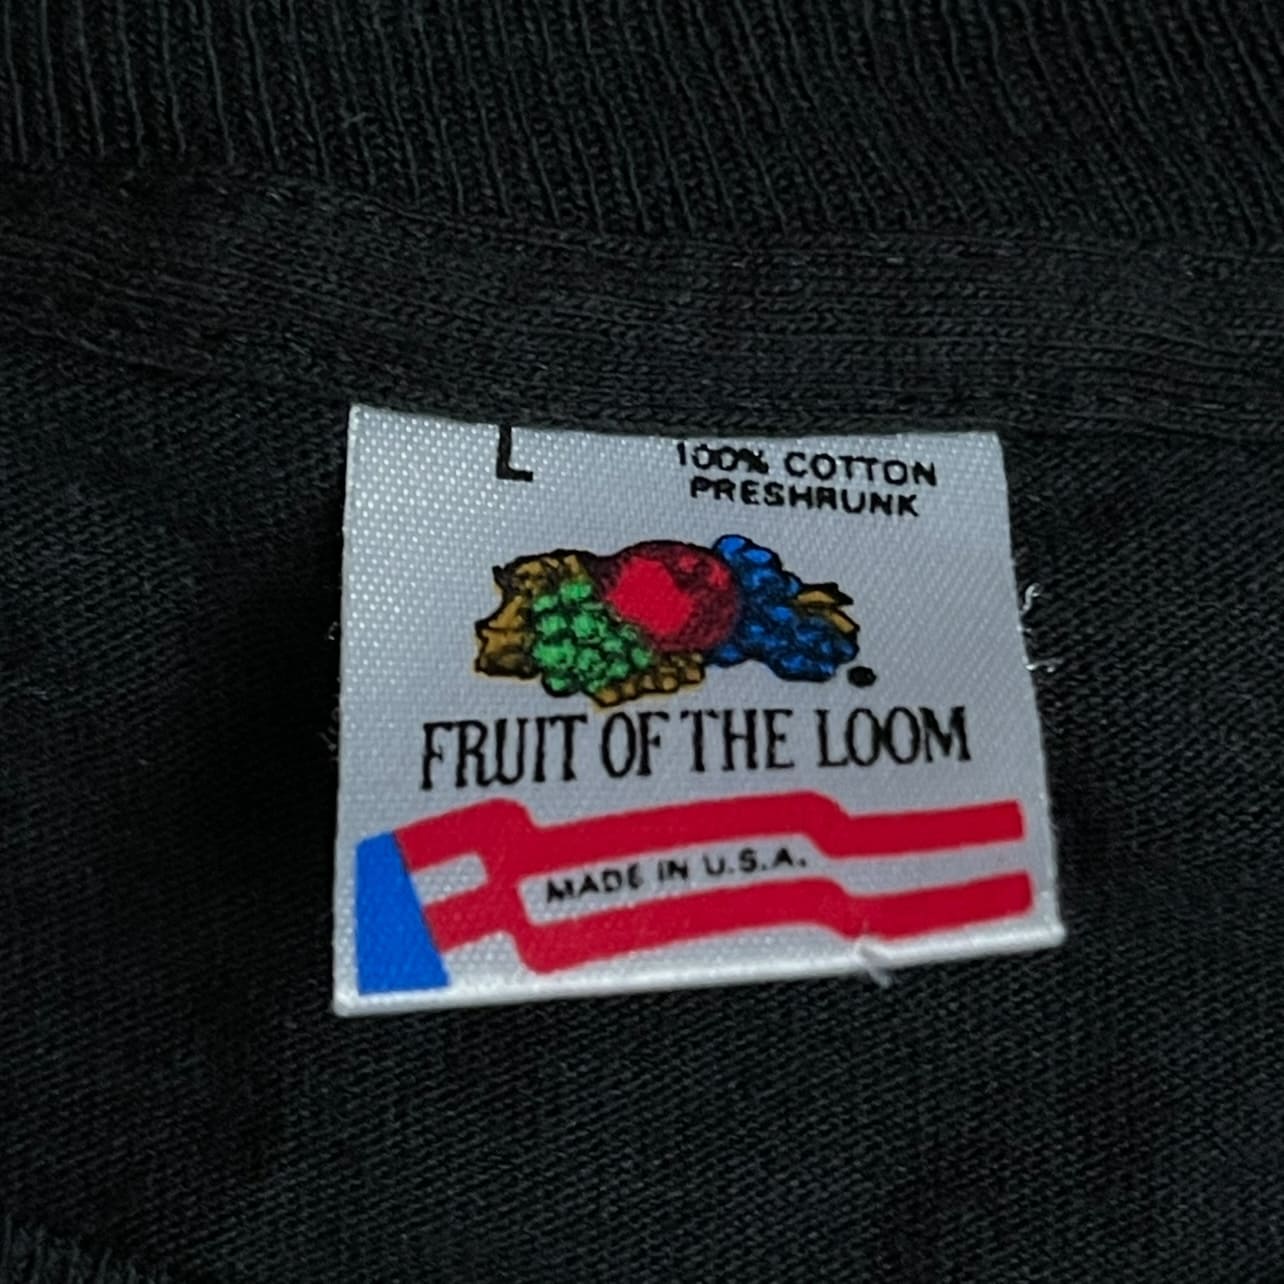 L
100% COTTON
PRESHRUNK
FRUIT OF THE LOOM
MADE IN U.S.A.